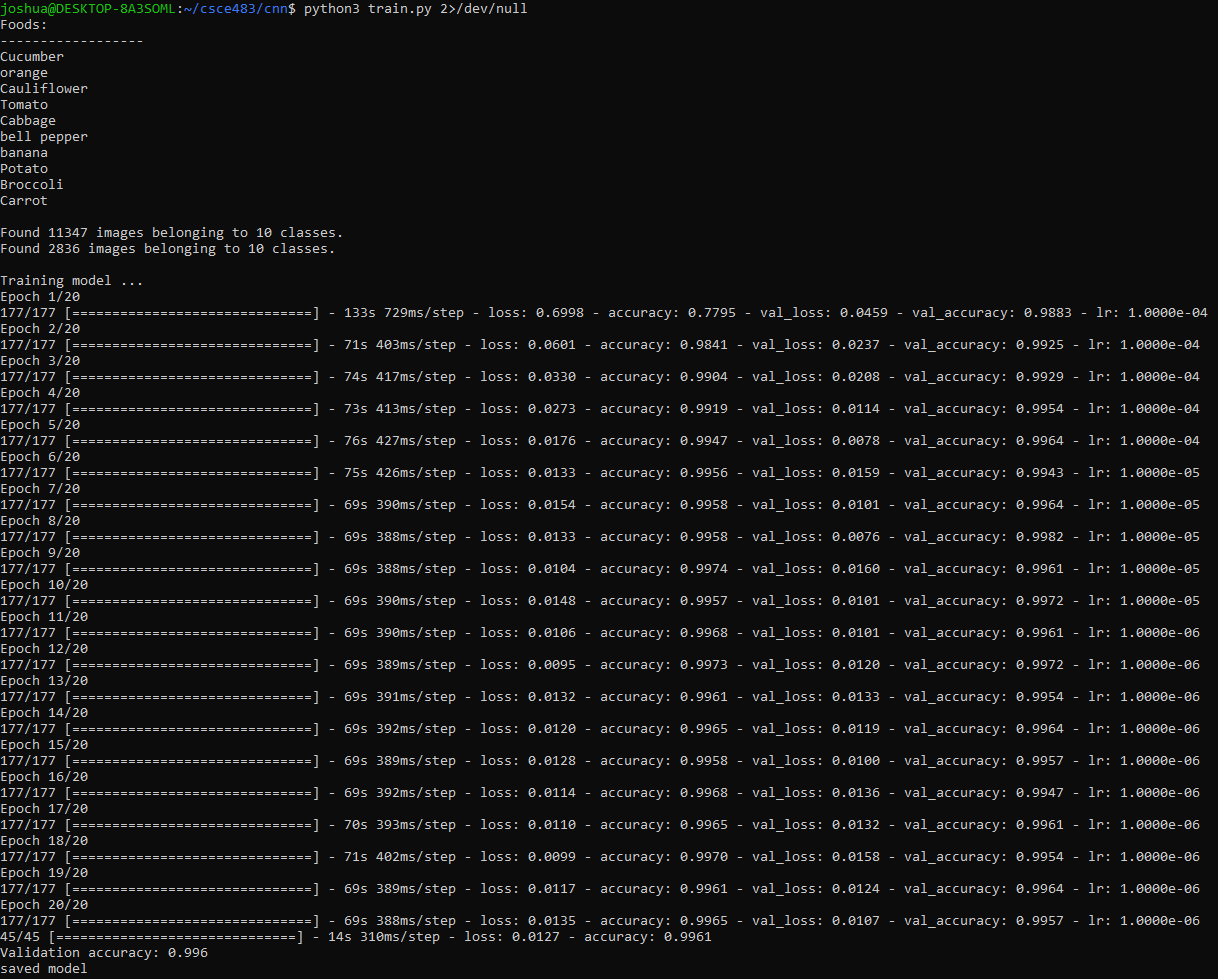 joshua@DESKTOP-8A3SOML:~/csce483/cnn$ python3 train.py 2>/dev/null
Foods:
------------------
Cucumber
orange
Cauliflower
Tomato
Cabbage
bell pepper
banana
Potato
Broccoli
Carrot
Found 11347 images belonging to 10 classes.
Found 2836 images belonging to 10 classes.
Training model ...
Epoch 1/20
177/177 [==============================] - 133s 729ms/step - loss: 0.6998 - accuracy: 0.7795 - val_loss: 0.0459 - val_accuracy: 0.9883 - lr: 1.0000e-04
Epoch 2/20
177/177 [==============================] - 71s 403ms/step - loss: 0.0601 - accuracy: 0.9841 - val_loss: 0.0237 - val_accuracy: 0.9925 - lr: 1.0000e-04
Epoch 3/20
177/177 [==============================] - 74s 417ms/step - loss: 0.0330 - accuracy: 0.9904 - val_loss: 0.0208 - val_accuracy: 0.9929 - lr: 1.0000e-04
Epoch 4/20
177/177 [==============================] - 73s 413ms/step - loss: 0.0273 - accuracy: 0.9919 - val_loss: 0.0114 - val_accuracy: 0.9954 - lr: 1.0000e-04
Epoch 5/20
177/177 [==============================] - 76s 427ms/step - loss: 0.0176 - accuracy: 0.9947 - val_loss: 0.0078 - val_accuracy: 0.9964 - lr: 1.0000e-04
Epoch 6/20
177/177 [==============================] - 75s 426ms/step - loss: 0.0133 - accuracy: 0.9956 - val_loss: 0.0159 - val_accuracy: 0.9943 - lr: 1.0000e-05
Epoch 7/20
177/177 [==============================] - 69s 390ms/step - loss: 0.0154 - accuracy: 0.9958 - val_loss: 0.0101 - val_accuracy: 0.9964 - lr: 1.0000e-05
Epoch 8/20
177/177 [==============================] - 69s 388ms/step - loss: 0.0133 - accuracy: 0.9958 - val_loss: 0.0076 - val_accuracy: 0.9982 - lr: 1.0000e-05
Epoch 9/20
177/177 [==============================] - 69s 388ms/step - loss: 0.0104 - accuracy: 0.9974 - val_loss: 0.0160 - val_accuracy: 0.9961 - lr: 1.0000e-05
Epoch 10/20
177/177 [==============================] - 69s 390ms/step - loss: 0.0148 - accuracy: 0.9957 - val_loss: 0.0101 - val_accuracy: 0.9972 - lr: 1.0000e-05
Epoch 11/20
177/177 [==============================] - 69s 390ms/step - loss: 0.0106 - accuracy: 0.9968 - val_loss: 0.0101 - val_accuracy: 0.9961 - lr: 1.0000e-06
Epoch 12/20
177/177 [==============================] - 69s 389ms/step - loss: 0.0095 - accuracy: 0.9973 - val_loss: 0.0120 - val_accuracy: 0.9972 - lr: 1.0000e-06
Epoch 13/20
177/177 [==============================] - 69s 391ms/step - loss: 0.0132 - accuracy: 0.9961 - val_loss: 0.0133 - val_accuracy: 0.9954 - lr: 1.0000e-06
Epoch 14/20
177/177 [==============================] - 69s 392ms/step - loss: 0.0120 - accuracy: 0.9965 - val_loss: 0.0119 - val_accuracy: 0.9964 - lr: 1.0000e-06
Epoch 15/20
177/177 [==============================] - 69s 389ms/step - loss: 0.0128 - accuracy: 0.9958 - val_loss: 0.0100 - val_accuracy: 0.9957 - lr: 1.0000e-06
Epoch 16/20
177/177 [==============================] - 69s 392ms/step - loss: 0.0114 - accuracy: 0.9968 - val_loss: 0.0136 - val_accuracy: 0.9947 - lr: 1.0000e-06
Epoch 17/20
177/177 [==============================] - 70s 393ms/step - loss: 0.0110 - accuracy: 0.9965 - val_loss: 0.0132 - val_accuracy: 0.9961 - lr: 1.0000e-06
Epoch 18/20
177/177 [==============================] - 71s 402ms/step - loss: 0.0099 - accuracy: 0.9970 - val_loss: 0.0158 - val_accuracy: 0.9954 - lr: 1.0000e-06
Epoch 19/20
177/177 [==============================] - 69s 389ms/step - loss: 0.0117 - accuracy: 0.9961 - val_loss: 0.0124 - val_accuracy: 0.9964 - lr: 1.0000e-06
Epoch 20/20
177/177 [==============================] - 69s 388ms/step - loss: 0.0135 - accuracy: 0.9965 - val_loss: 0.0107 - val_accuracy: 0.9957 - lr: 1.0000e-06
45/45 [==============================] - 14s 310ms/step - loss: 0.0127 - accuracy: 0.9961
Validation accuracy: 0.996
saved model